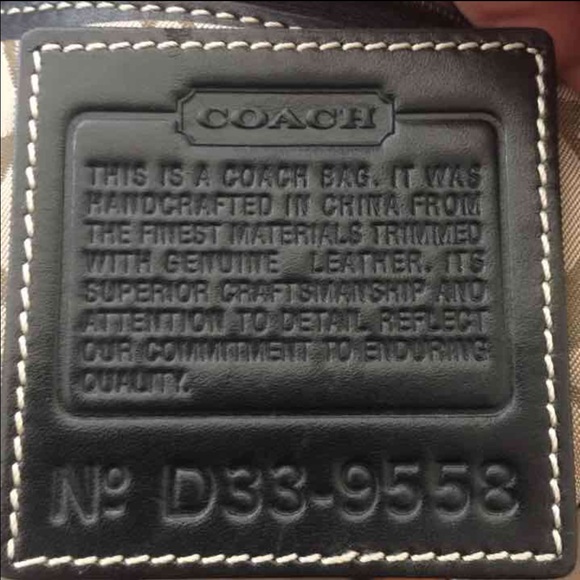 COACH
THIS IS A COACH BAG. IT WAS
HANDCRAFTED IN CHINA FROM
THE FINEST MATERIALS TRIMMED
WITH GENUINE LEATHER. ITS
SUPERIOR CRAFTSMANSHIP AND
ATTENTION TO DETAIL REFLECT
OUR COMMITMENT TO ENDURING
QUALITY.
Nº D33-9558